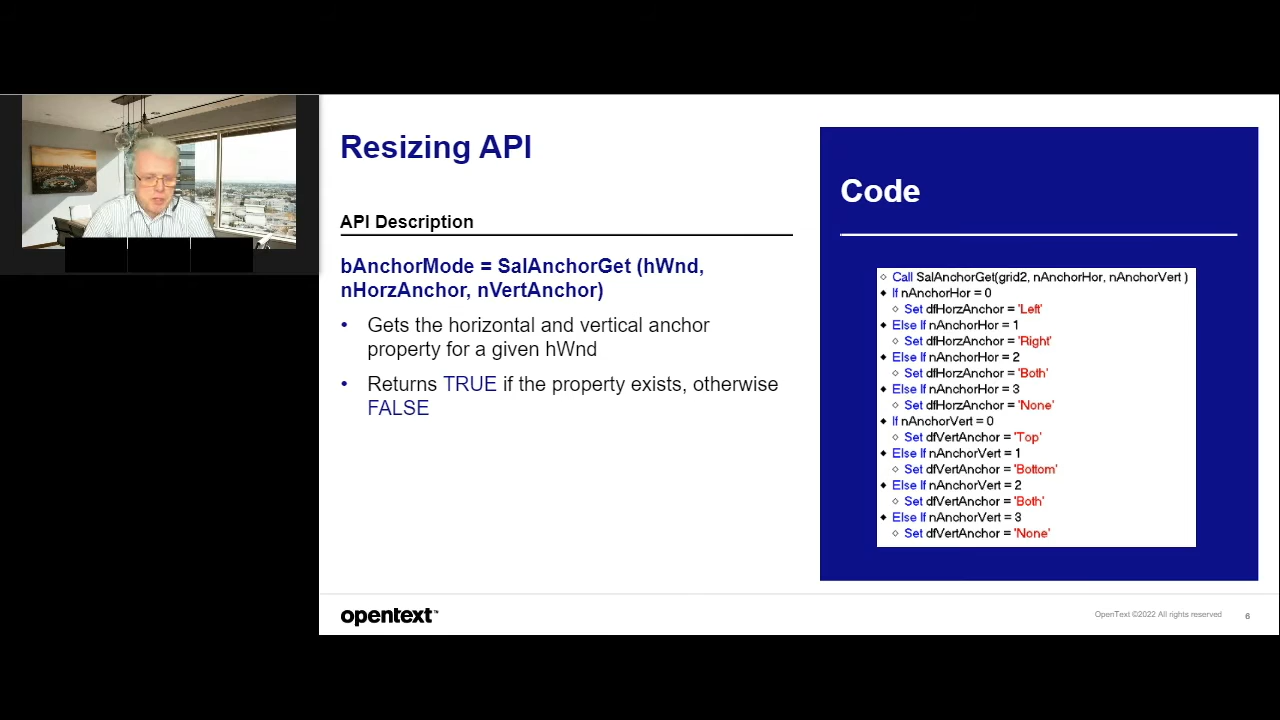 Resizing API
API Description
bAnchorMode = SalAnchorGet (hWnd,
nHorzAnchor, nVertAnchor)
• Gets the horizontal and vertical anchor
property for a given hWnd
• Returns TRUE if the property exists, otherwise
FALSE
Code
Call SalAnchorGet(grid2, nAnchorHor, nAnchorVert )
If nAnchorHor = 0
Set dfHorzAnchor = 'Left'
Else If nAnchorHor = 1
Set dfHorzAnchor = 'Right'
Else If nAnchorHor = 2
Set dfHorzAnchor = 'Both'
Else If nAnchorHor = 3
Set dfHorzAnchor = 'None'
If nAnchorVert = 0
Set dfVertAnchor = 'Top'
Else If nAnchorVert = 1
Set dfVertAnchor = 'Bottom'
Else If nAnchorVert = 2
Set dfVertAnchor = 'Both'
Else If nAnchorVert = 3
Set dfVertAnchor = 'None'
opentext™
OpenText ©2022 All rights reserved
6